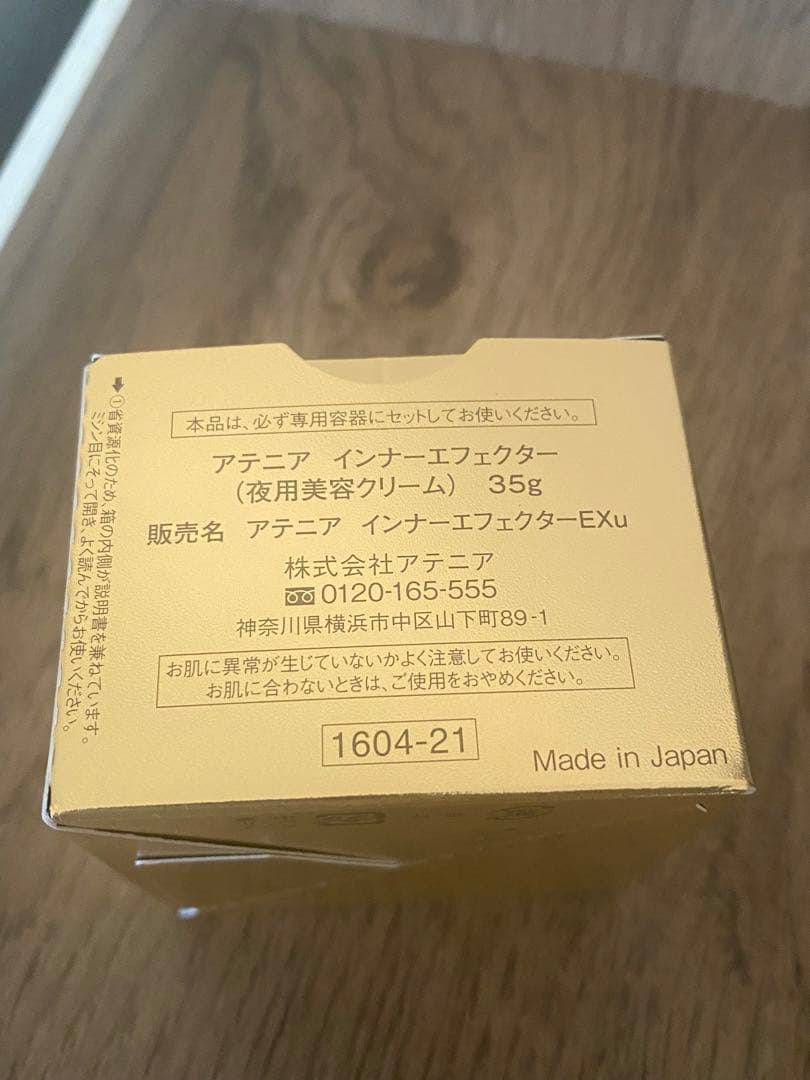 本品は、必ず専用容器にセットしてお使いください。
アテニア インナーエフェクター
（夜用美容クリーム） 35g
販売名 アテニア インナーエフェクターEXu
株式会社アテニア
0120-165-555
神奈川県横浜市中区山下町89-1
お肌に異常が生じていないかよく注意してお使いください。
お肌に合わないときは、ご使用をおやめください。
1604-21
Made in Japan
①省資源化のため、箱の内側が説明書を兼ねています。
ミシン目にそって開き、よく読んでからお使いください。